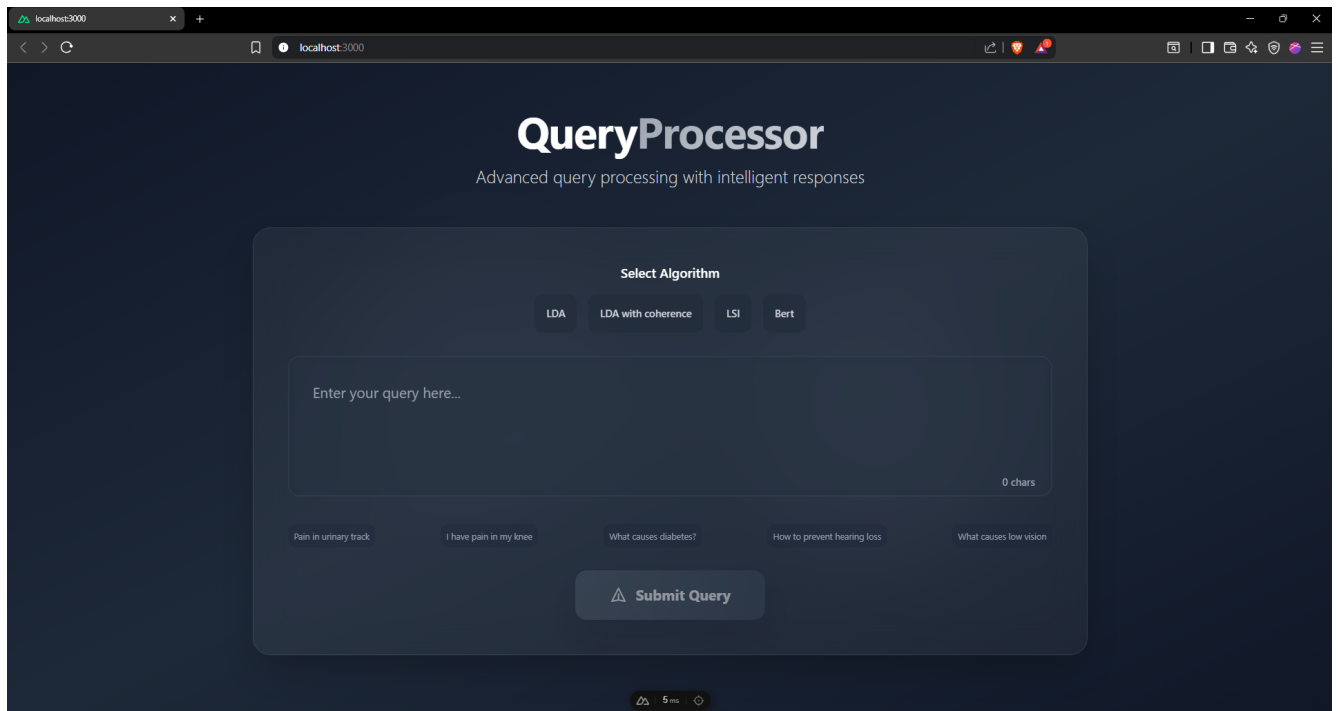 localhost:3000
localhost:3000
QueryProcessor
Advanced query processing with intelligent responses
Select Algorithm
LDA
LDA with coherence
LSI
Bert
Enter your query here...
0 chars
Pain in urinary track
I have pain in my knee
What causes diabetes?
How to prevent hearing loss
What causes low vision
Submit Query
5 ms